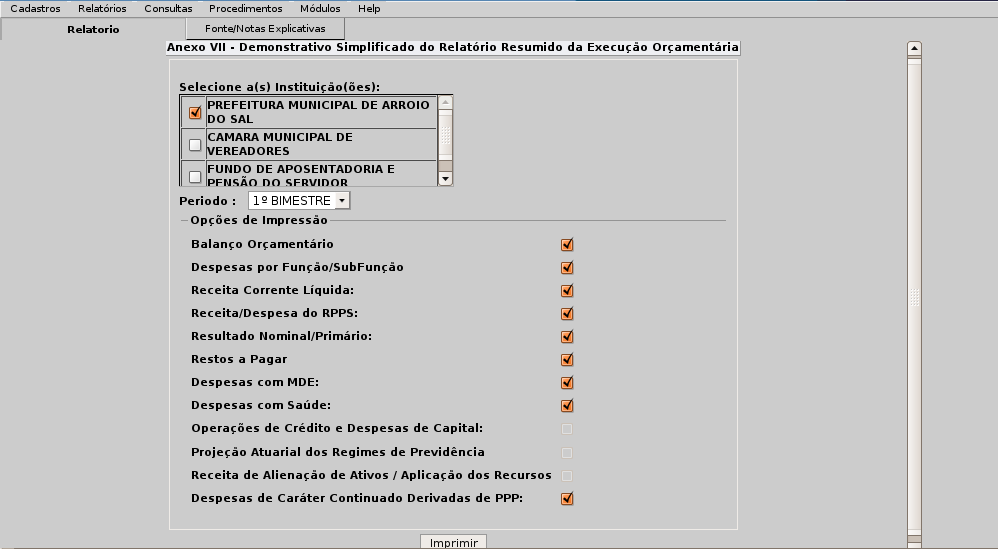 Cadastros Relatórios Consultas Procedimentos Módulos Help
Relatorio Fonte/Notas Explicativas
Anexo VII - Demonstrativo Simplificado do Relatório Resumido da Execução Orçamentária
Selecione a(s) Instituição(ões):
PREFEITURA MUNICIPAL DE ARROIO
DO SAL
CAMARA MUNICIPAL DE
VEREADORES
FUNDO DE APOSENTADORIA E
PENSÃO DO SERVIDOR
Periodo : 1º BIMESTRE
Opções de Impressão
Balanço Orçamentário
Despesas por Função/SubFunção
Receita Corrente Líquida:
Receita/Despesa do RPPS:
Resultado Nominal/Primário:
Restos a Pagar
Despesas com MDE:
Despesas com Saúde:
Operações de Crédito e Despesas de Capital:
Projeção Atuarial dos Regimes de Previdência
Receita de Alienação de Ativos / Aplicação dos Recursos
Despesas de Caráter Continuado Derivadas de PPP:
Imprimir